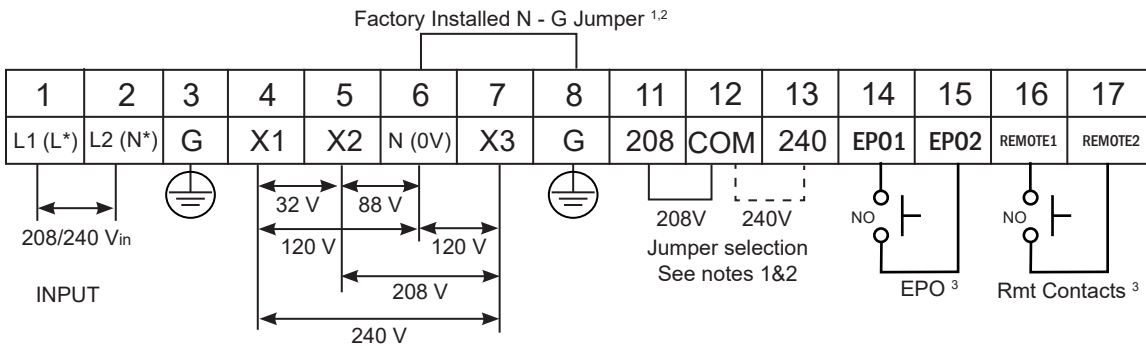 Factory Installed N - G Jumper 1,2
1 2 3 4 5 6 7 8 11 12 13 14 15 16 17
L1 (L*) L2 (N*) G X1 X2 N (0V) X3 G 208 COM 240 EPO1 EPO2 REMOTE1 REMOTE2
32 V 88 V
208V 240V
NO NO
208/240 Vin
120 V 120 V
Jumper selection
See notes 1&2
INPUT
208 V
EPO 3
Rmt Contacts 3
240 V